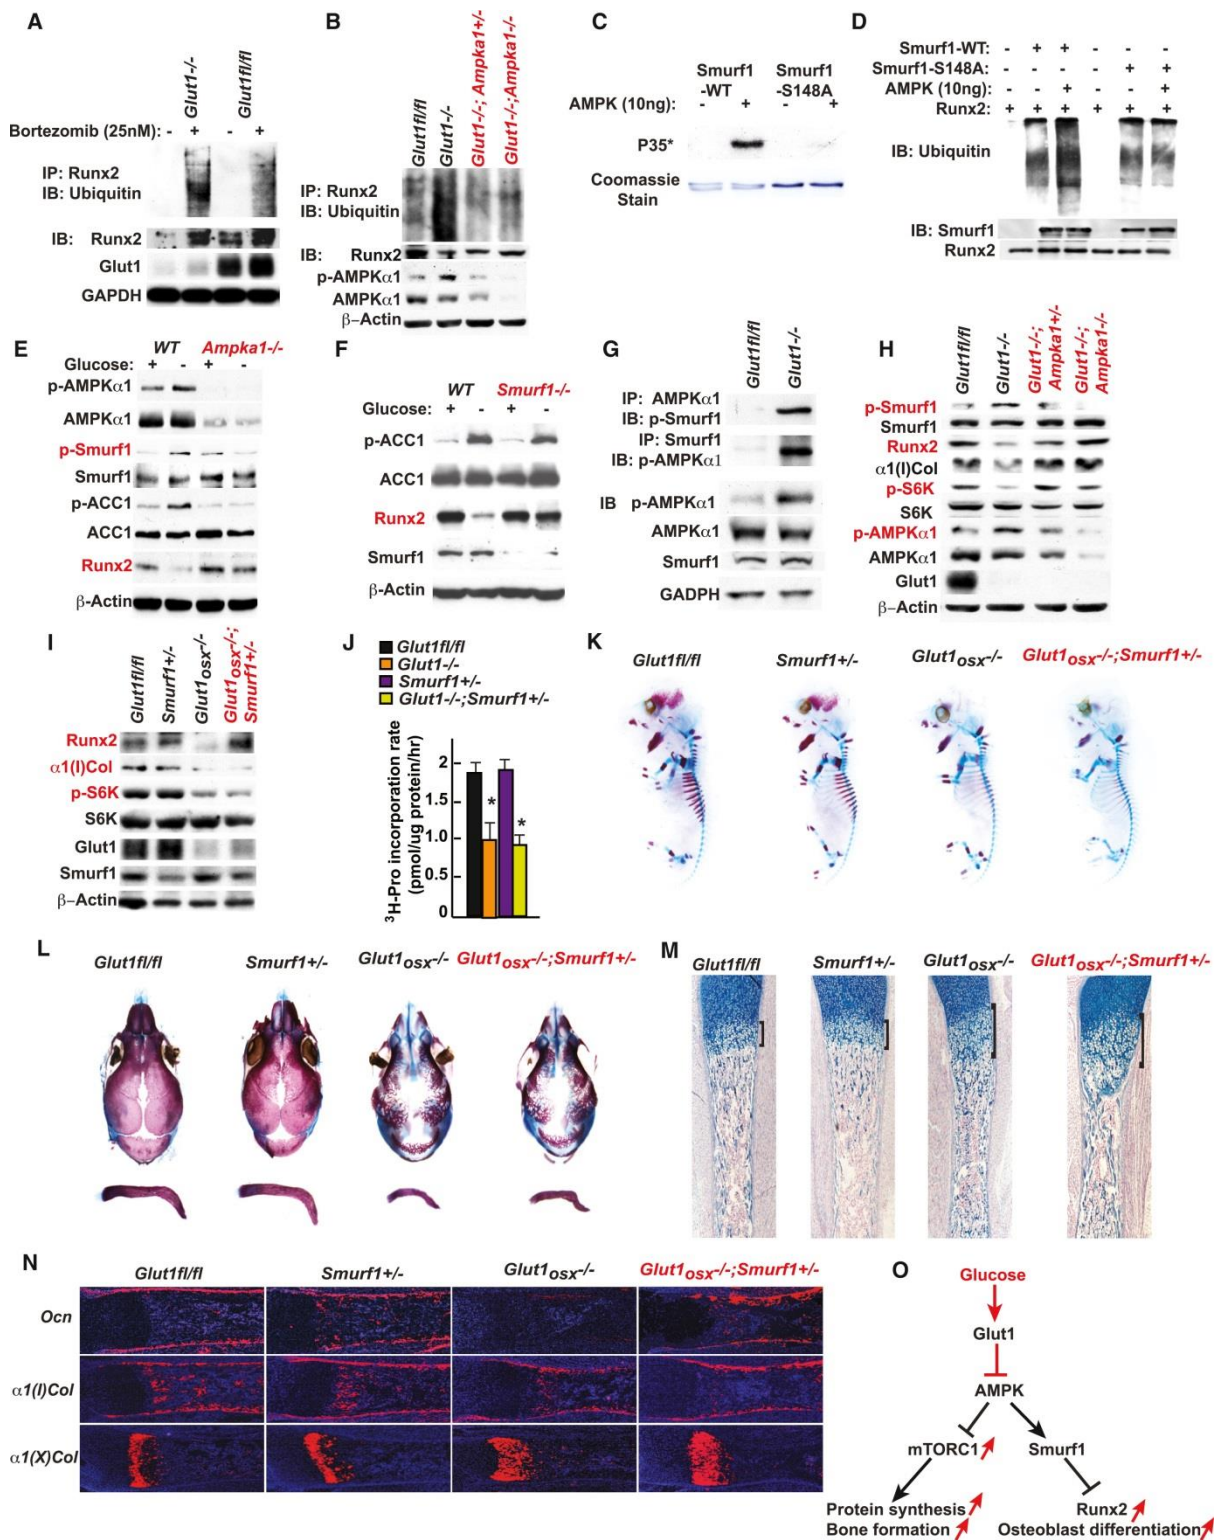 A
Glut1-/-
Glut1fl/fl
Bortezomib (25nM): - + - +
IP: Runx2
IB: Ubiquitin
IB: Runx2
Glut1
GAPDH
B
Glut1fl/fl
Glut1-/-
Glut1-/-; Ampka1+/-
Glut1-/-;Ampka1-/-
IP: Runx2
IB: Ubiquitin
IB: Runx2
p-AMPKα1
AMPKα1
β-Actin
C
Smurf1 Smurf1
-WT -S148A
AMPK (10ng): - + - +
P35*
Coomassie
Stain
D
Smurf1-WT: - + + - - -
Smurf1-S148A: - - - - + +
AMPK (10ng): - - + - - +
Runx2: + + + + + +
IB: Ubiquitin
IB: Smurf1
Runx2
E
WT Ampka1-/-
Glucose: + - + -
p-AMPKα1
AMPKα1
p-Smurf1
Smurf1
p-ACC1
ACC1
Runx2
β-Actin
F
WT Smurf1-/-
Glucose: + - + -
p-ACC1
ACC1
Runx2
Smurf1
β-Actin
G
Glut1fl/fl
Glut1-/-
IP: AMPKα1
IB: p-Smurf1
IP: Smurf1
IB: p-AMPKα1
IB p-AMPKα1
AMPKα1
Smurf1
GADPH
H
Glut1fl/fl
Glut1-/-
Glut1-/-;
Ampka1+/-
Glut1-/-;
Ampka1-/-
p-Smurf1
Smurf1
Runx2
α1(I)Col
p-S6K
S6K
p-AMPKα1
AMPKα1
Glut1
β-Actin
I
Glut1fl/fl
Smurf1+/-
Glut1osx-/-
Glut1osx-/-;
Smurf1+/-
Runx2
α1(I)Col
p-S6K
S6K
Glut1
Smurf1
β-Actin
J
Glut1fl/fl
Glut1-/-
Smurf1+/-
Glut1-/-;Smurf1+/-
3H-Pro incorporation rate
(pmol/ug protein/hr)
2
1.5
1.0
0.5
0
*
*
K
Glut1fl/fl
Smurf1+/-
Glut1osx-/-
Glut1osx-/-;Smurf1+/-
L
Glut1fl/fl
Smurf1+/-
Glut1osx-/-
Glut1osx-/-;Smurf1+/-
M
Glut1fl/fl
Smurf1+/-
Glut1osx-/-
Glut1osx-/-;Smurf1+/-
N
Glut1fl/fl
Smurf1+/-
Glut1osx-/-
Glut1osx-/-;Smurf1+/-
Ocn
α1(I)Col
α1(X)Col
O
Glucose
Glut1
AMPK
mTORC1
Smurf1
Protein synthesis
Bone formation
Runx2
Osteoblast differentiation